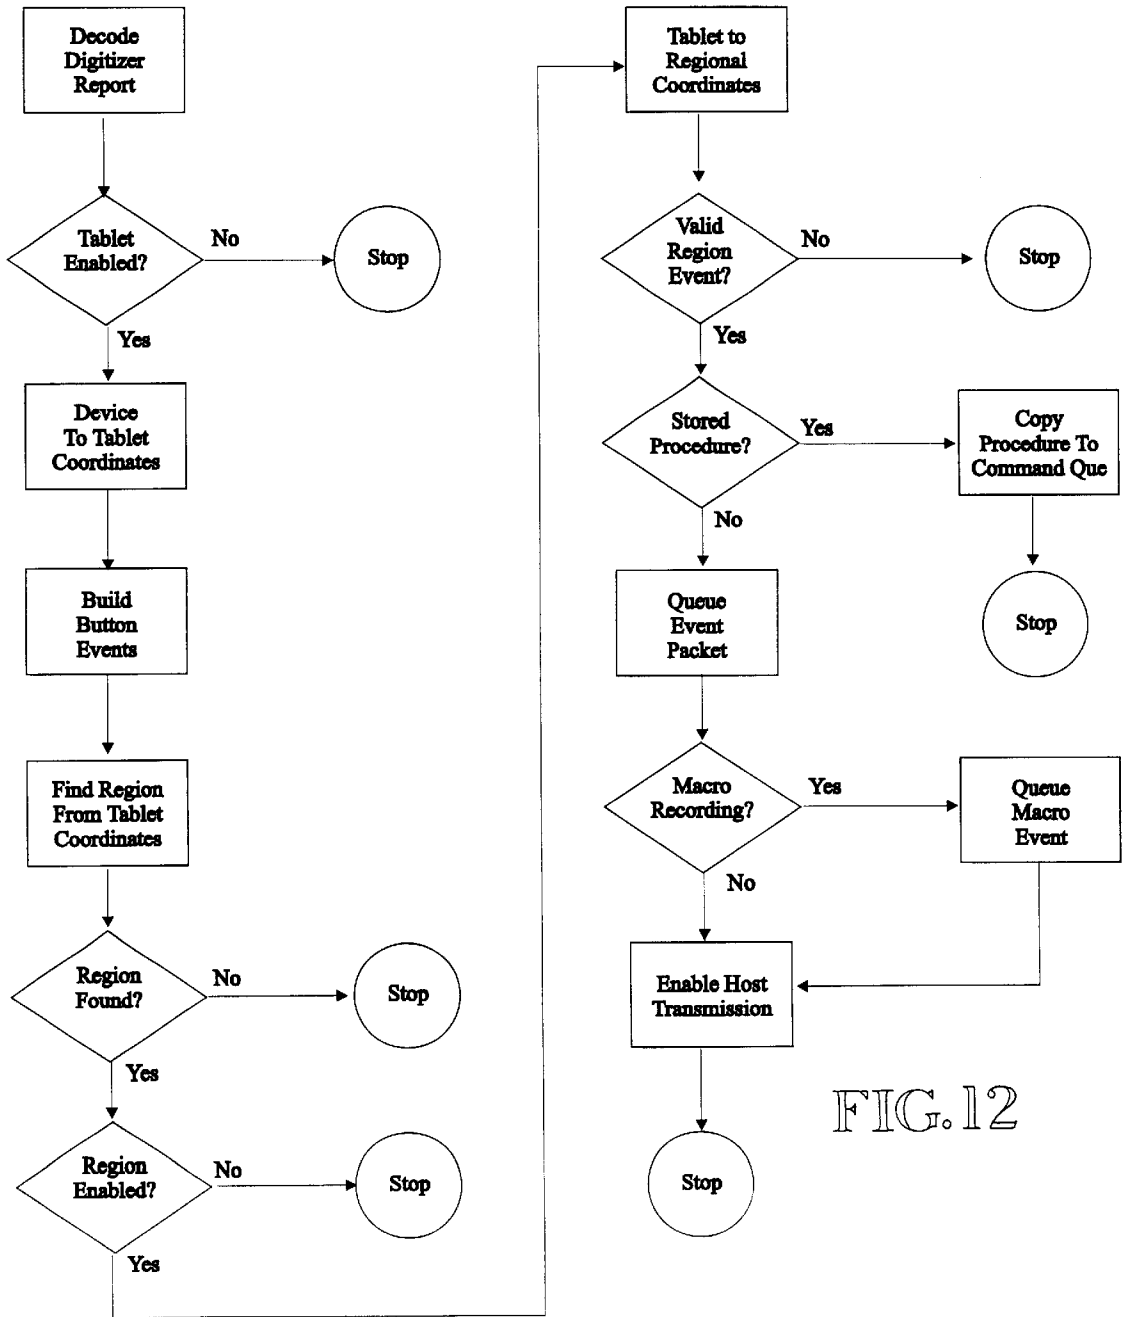 Decode
Digitizer
Report
Tablet
Enabled?
No
Stop
Yes
Device
To Tablet
Coordinates
Build
Button
Events
Find Region
From Tablet
Coordinates
Region
Found?
No
Stop
Yes
Region
Enabled?
No
Stop
Yes
Tablet to
Regional
Coordinates
Valid
Region
Event?
No
Stop
Yes
Stored
Procedure?
Yes
Copy
Procedure To
Command Que
Stop
No
Queue
Event
Packet
Macro
Recording?
Yes
Queue
Macro
Event
No
Enable Host
Transmission
Stop
FIG.12